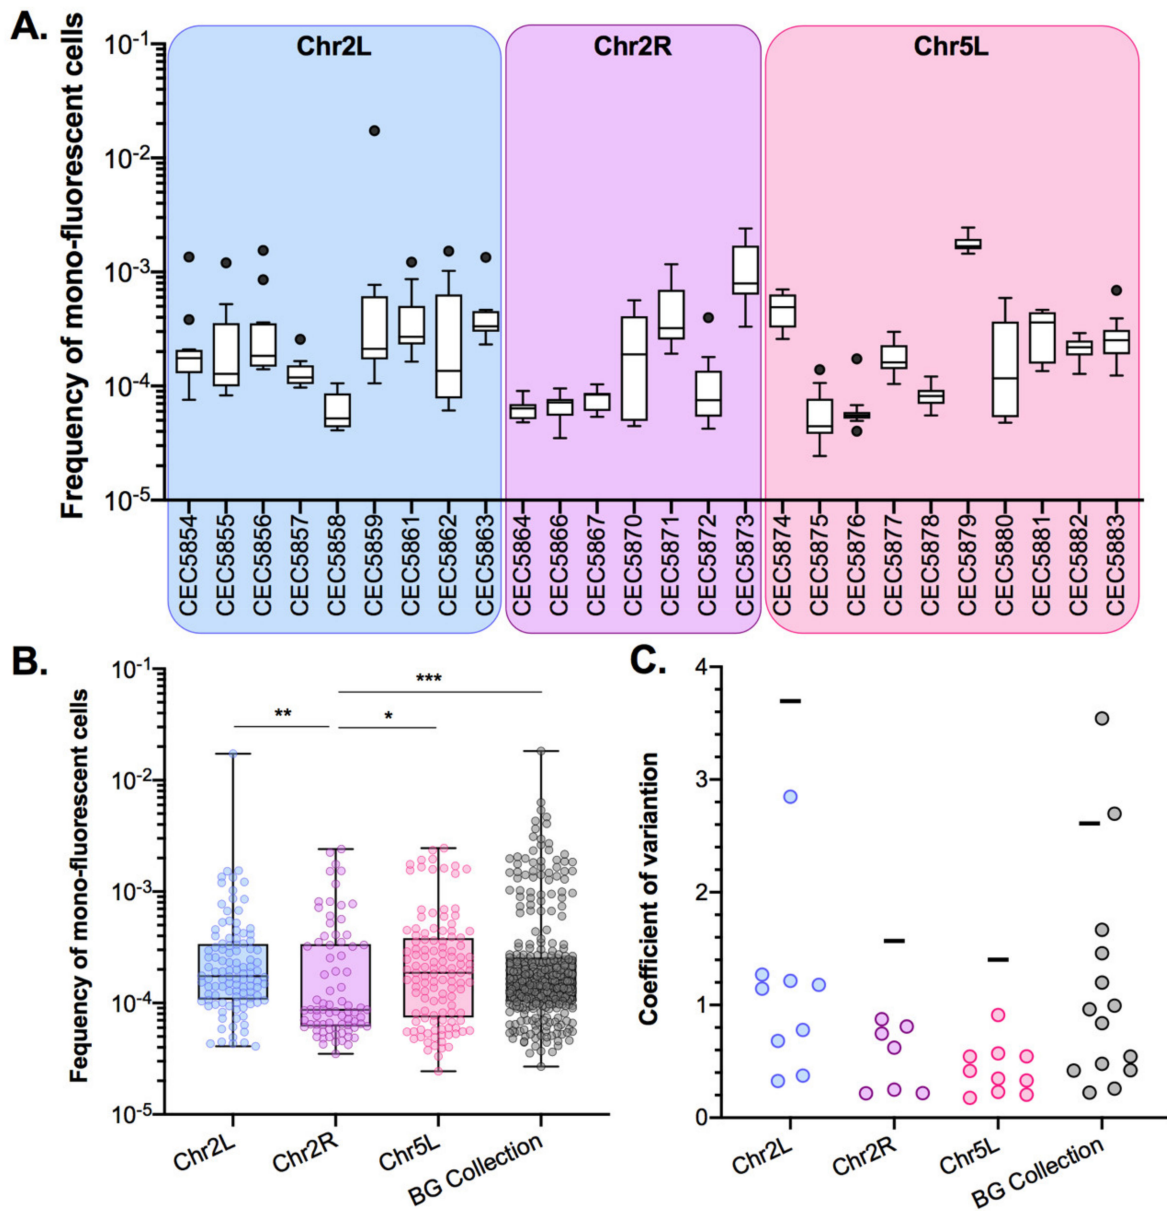 A.
Chr2L
Chr2R
Chr5L
Frequency of mono-fluorescent cells
10-1
10-2
10-3
10-4
10-5
CEC5854
CEC5855
CEC5856
CEC5857
CEC5858
CEC5859
CEC5861
CEC5862
CEC5863
CEC5864
CEC5866
CEC5867
CEC5870
CEC5871
CEC5872
CEC5873
CEC5874
CEC5875
CEC5876
CEC5877
CEC5878
CEC5879
CEC5880
CEC5881
CEC5882
CEC5883
B.
Fequency of mono-fluorescent cells
10-1
10-2
10-3
10-4
10-5
***
**
*
Chr2L
Chr2R
Chr5L
BG Collection
C.
Coefficient of variantion
4
3
2
1
0
Chr2L
Chr2R
Chr5L
BG Collection